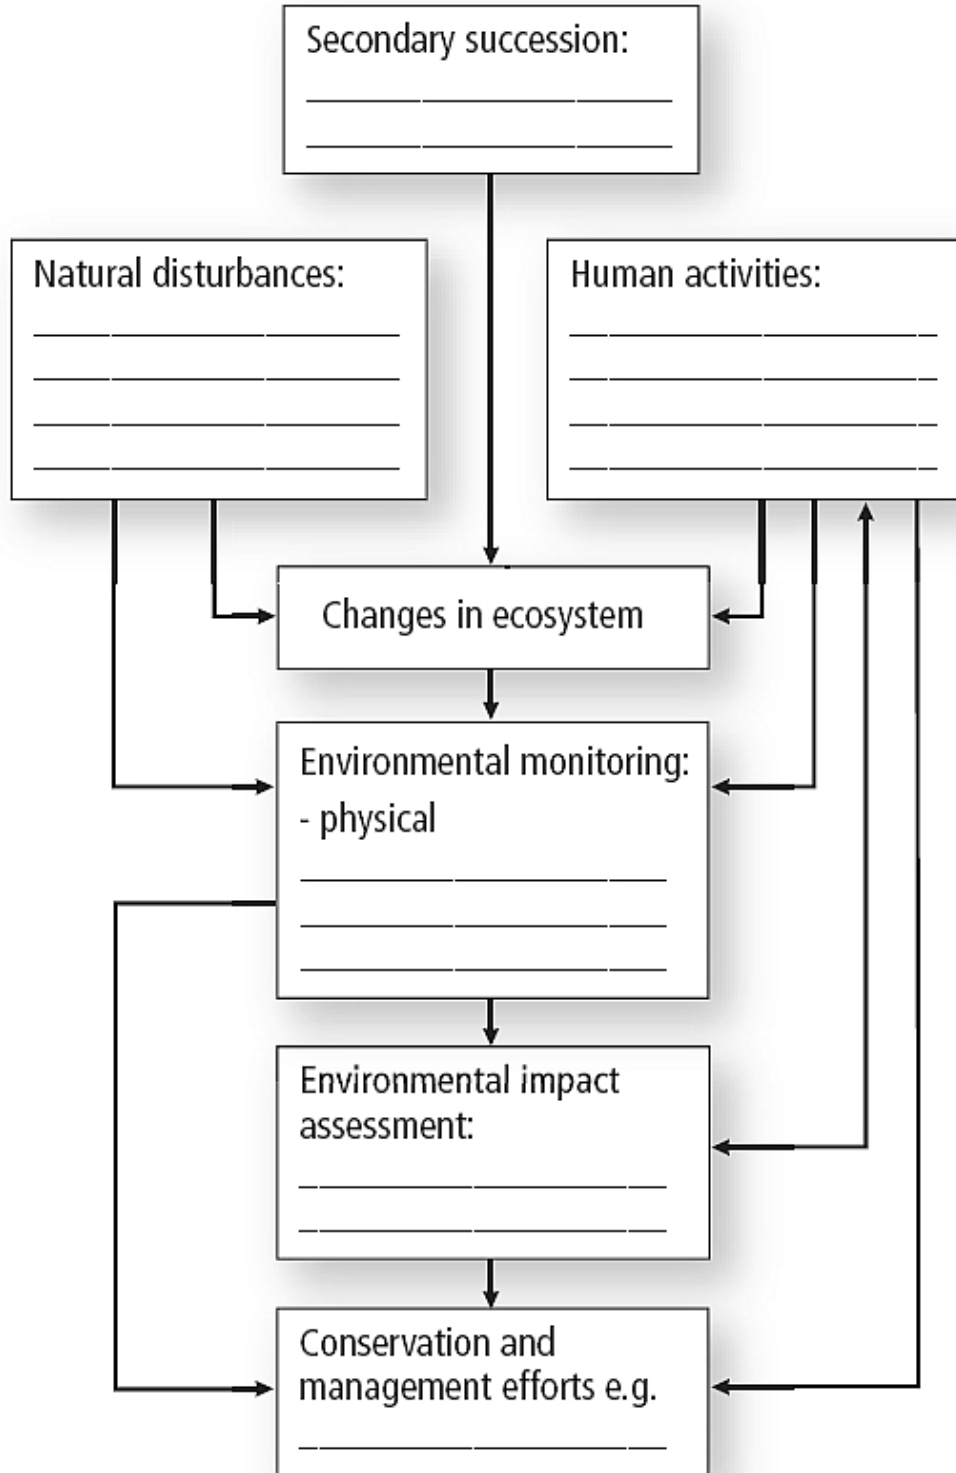 Secondary succession:
Natural disturbances:
Human activities:
Changes in ecosystem
Environmental monitoring:
- physical
Environmental impact
assessment:
Conservation and
management efforts e.g.